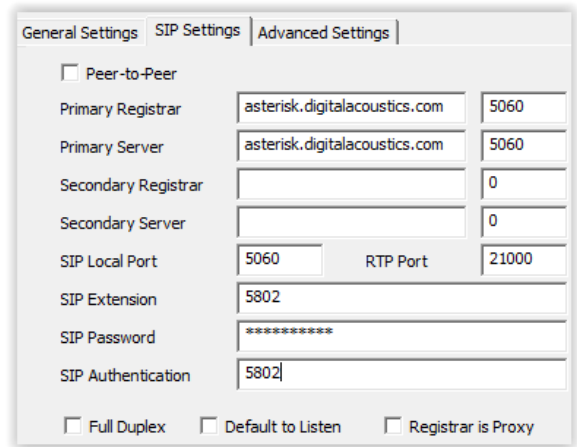 General Settings SIP Settings Advanced Settings
Peer-to-Peer
Primary Registrar asterisk.digitalacoustics.com 5060
Primary Server asterisk.digitalacoustics.com 5060
Secondary Registrar 0
Secondary Server 0
SIP Local Port 5060 RTP Port 21000
SIP Extension 5802
SIP Password **********
SIP Authentication 5802
Full Duplex Default to Listen Registrar is Proxy